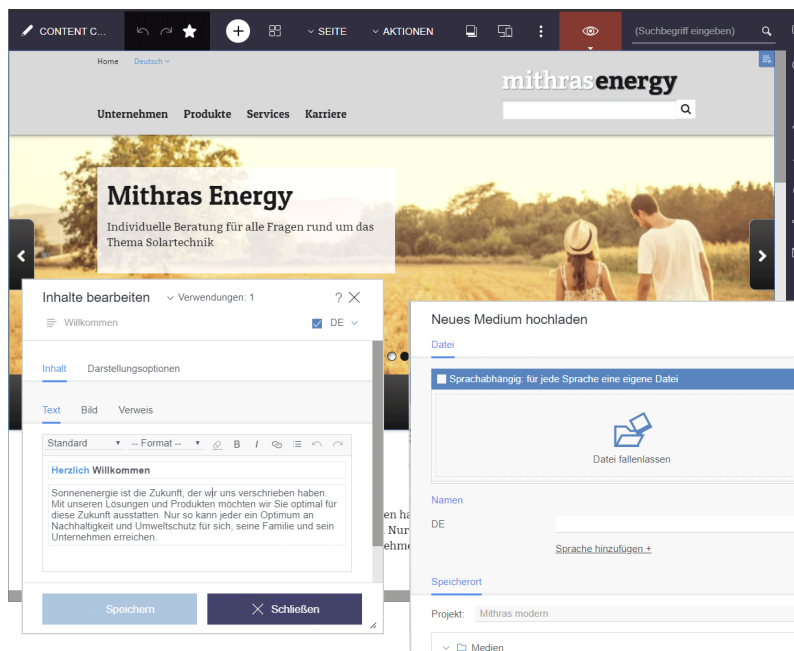 CONTENT C...
SEITE
AKTIONEN
(Suchbegriff eingeben)
Home Deutsch
mithrasenergy
Unternehmen Produkte Services Karriere
Mithras Energy
Individuelle Beratung für alle Fragen rund um das
Thema Solartechnik
Inhalte bearbeiten Verwendungen: 1 ?
Willkommen DE
Inhalt Darstellungsoptionen
Text Bild Verweis
Standard -- Format -- B I
Herzlich Willkommen
Sonnenenergie ist die Zukunft, der wir uns verschrieben haben.
Mit unseren Lösungen und Produkten möchten wir Sie optimal für
diese Zukunft ausstatten. Nur so kann jeder ein Optimum an
Nachhaltigkeit und Umweltschutz für sich, seine Familie und sein
Unternehmen erreichen.
Speichern Schließen
en ha
. Nur
ehme
Neues Medium hochladen
Datei
Sprachabhängig: für jede Sprache eine eigene Datei
Datei fallenlassen
Namen
DE
Sprache hinzufügen +
Speicherort
Projekt: Mithras modern
Medien